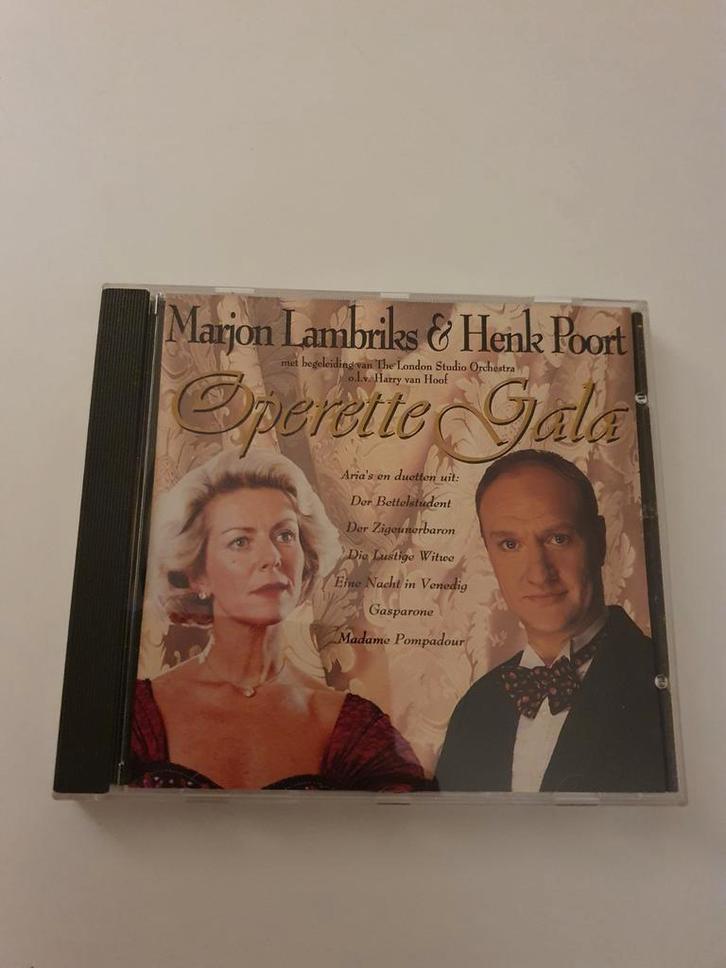 Marjon Lambriks & Henk Poort
met begeleiding van The London Studio Orchestra
o.l.v. Harry van Hoof
Operette Gala
Aria's en duetten uit:
Der Bettelstudent
Der Zigeunerbaron
Die Lustige Witwe
Eine Nacht in Venedig
Gasparone
Madame Pompadour